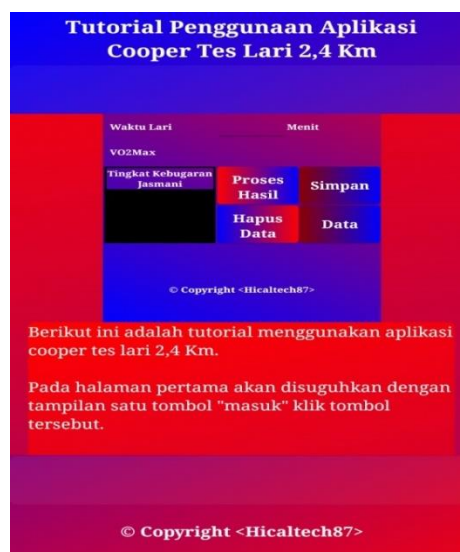 Tutorial Penggunaan Aplikasi
Cooper Tes Lari 2,4 Km
Waktu Lari Menit
VO2Max
Tingkat Kebugaran
Jasmani
Proses
Hasil
Simpan
Hapus
Data
Data
© Copyright <Hicaltech87>
Berikut ini adalah tutorial menggunakan aplikasi
cooper tes lari 2,4 Km.
Pada halaman pertama akan disuguhkan dengan
tampilan satu tombol "masuk" klik tombol
tersebut.
© Copyright <Hicaltech87>